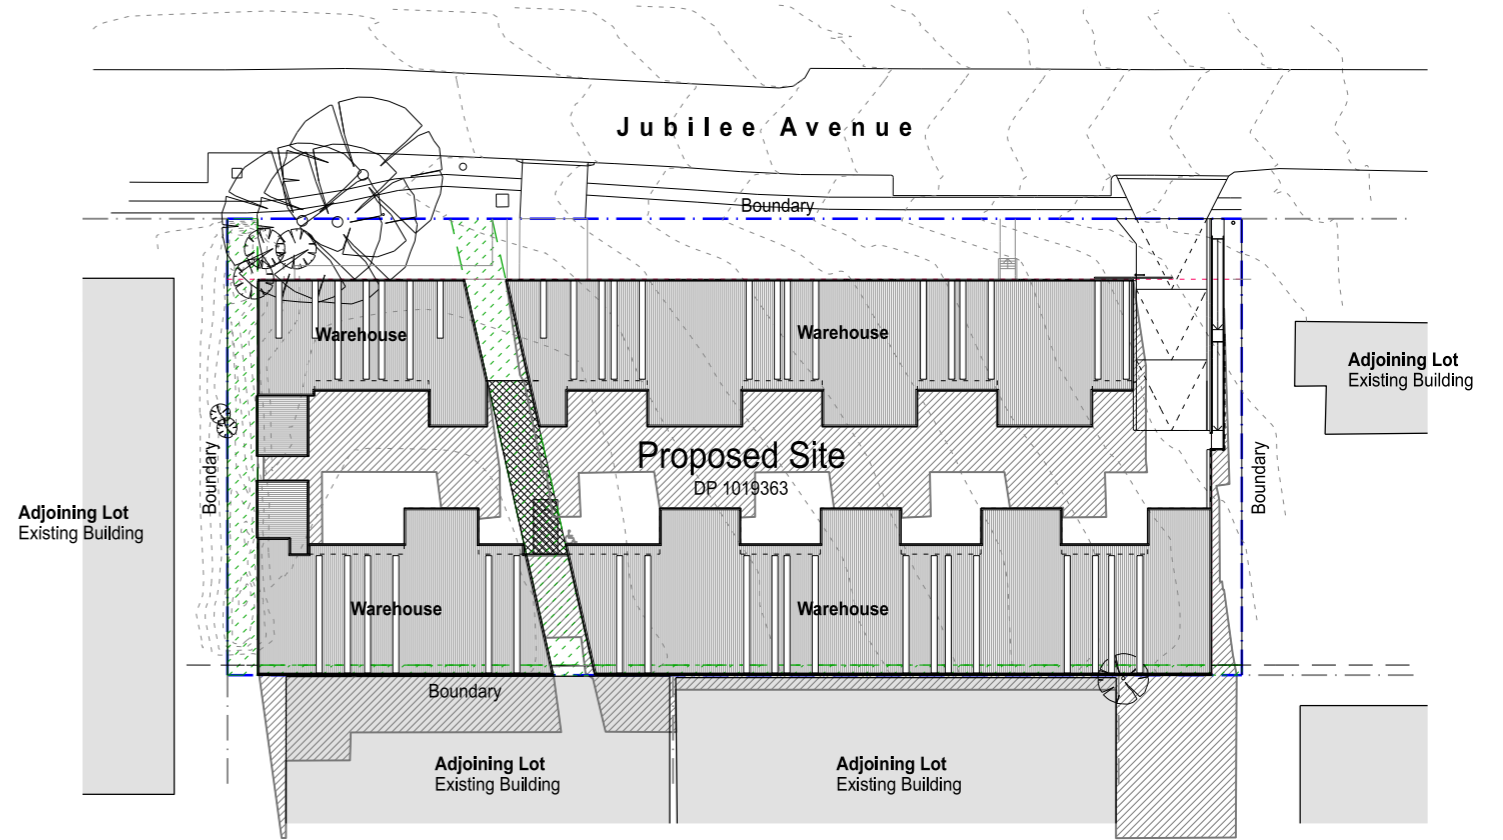 Jubilee Avenue
Boundary
Warehouse
Warehouse
Adjoining Lot
Existing Building
Proposed Site
DP 1019363
Boundary
Boundary
Adjoining Lot
Existing Building
Warehouse
Warehouse
Boundary
Adjoining Lot
Existing Building
Adjoining Lot
Existing Building